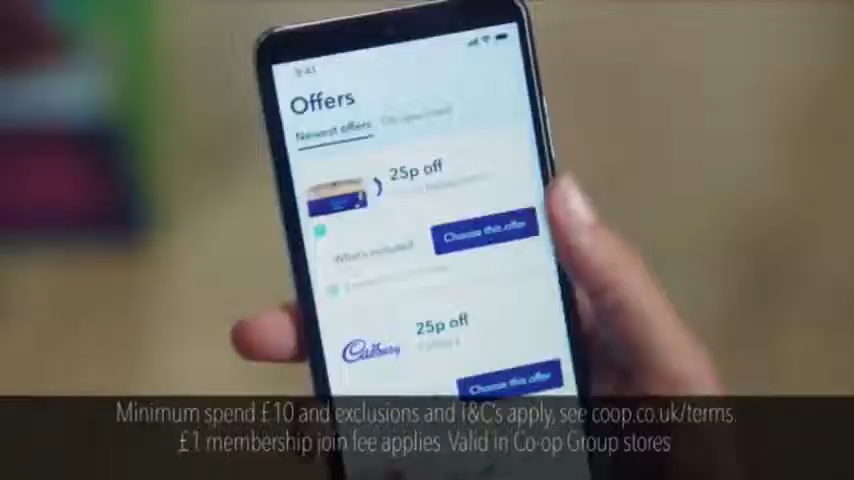 9:41
Offers
Newest offers
25p off
What's included
Choose this offer
25p off
Cadbury
Choose this offer
Minimum spend £10 and exclusions and T&C's apply, see coop.co.uk/terms.
£1 membership join fee applies. Valid in Co-op Group stores